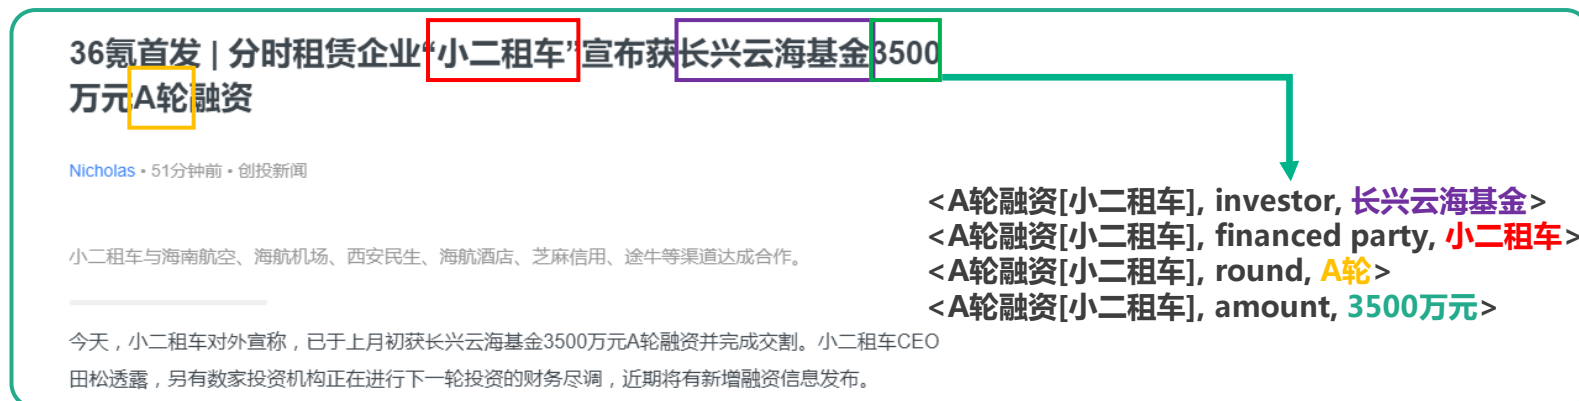 36氪首发 | 分时租赁企业“小二租车”宣布获长兴云海基金3500
万元A轮融资
Nicholas • 51分钟前 • 创投新闻
小二租车与海南航空、海航机场、西安民生、海航酒店、芝麻信用、途牛等渠道达成合作。
今天，小二租车对外宣称，已于上月初获长兴云海基金3500万元A轮融资并完成交割。小二租车CEO
田松透露，另有数家投资机构正在进行下一轮投资的财务尽调，近期将有新增融资信息发布。
<A轮融资[小二租车], investor, 长兴云海基金>
<A轮融资[小二租车], financed party, 小二租车>
<A轮融资[小二租车], round, A轮>
<A轮融资[小二租车], amount, 3500万元>